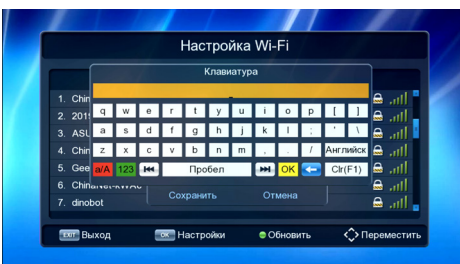 Настройка Wi-Fi
Клавиатура
1. Chin
2. 201
3. ASU
4. Chin
5. Gee
6. ChinaNet-kWAU
7. dinobot
q w e r t y u i o p [ ]
a s d f g h j k l ; ' \
z x c v b n m , . / Английск
a/A 123 Пробел OK Clr(F1)
Сохранить Отмена
EXIT Выход OK Настройки Обновить Переместить